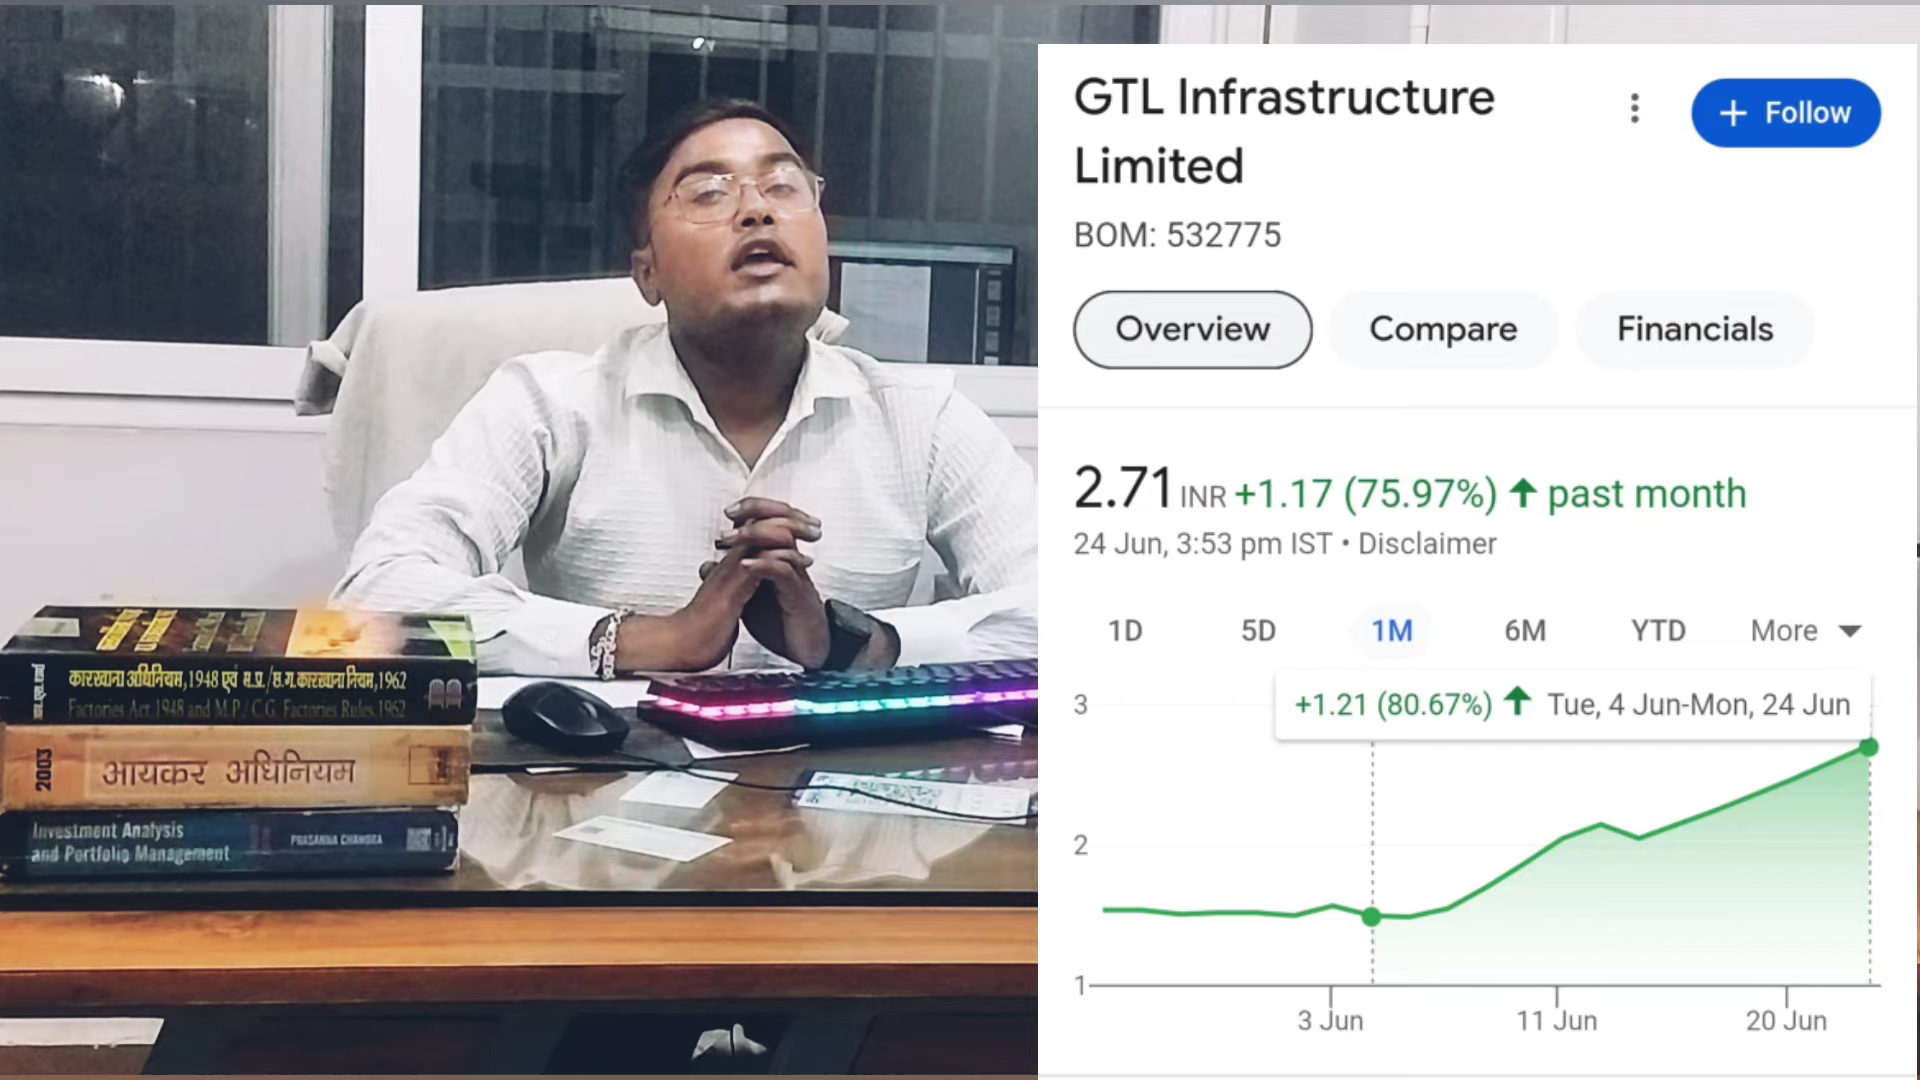 GTL Infrastructure
Limited
+ Follow
BOM: 532775
Overview
Compare
Financials
2.71 INR +1.17 (75.97%) ↑ past month
24 Jun, 3:53 pm IST • Disclaimer
1D 5D 1M 6M YTD More
+1.21 (80.67%) ↑ Tue, 4 Jun-Mon, 24 Jun
3
2
1
3 Jun 11 Jun 20 Jun
कारखाना अधिनियम, 1948 एवं म.प्र./छ.ग. कारखाना नियम, 1962
Factories Act, 1948 and M.P./C.G. Factories Rules, 1962
2003
आयकर अधिनियम
Investment Analysis
and Portfolio Management
PRASANNA CHANDRA